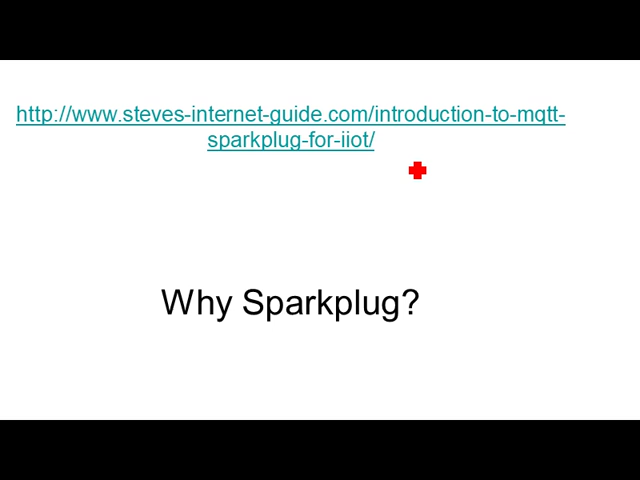 http://www.steves-internet-guide.com/introduction-to-mqtt-
sparkplug-for-iiot/
Why Sparkplug?